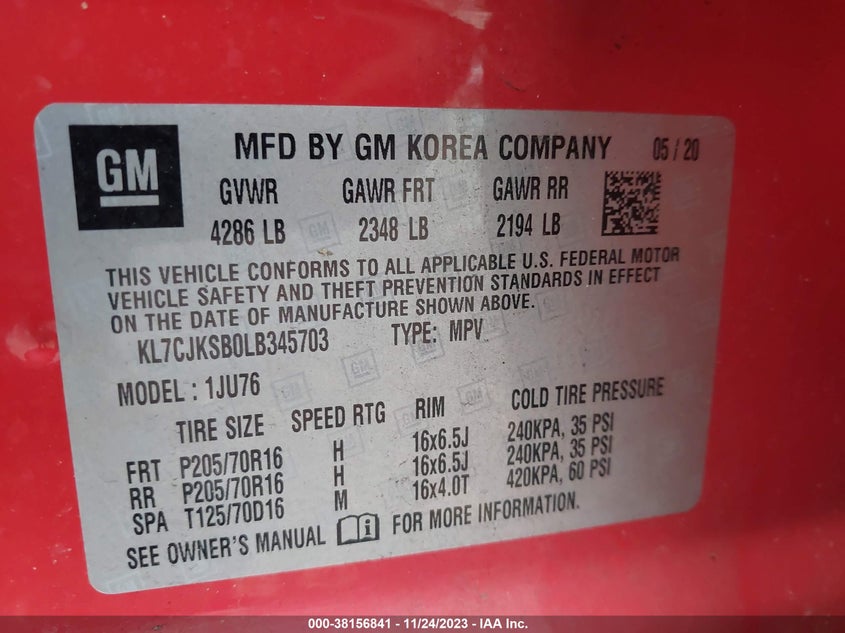 GM
MFD BY GM KOREA COMPANY 05/20
GVWR GAWR FRT GAWR RR
4286 LB 2348 LB 2194 LB
THIS VEHICLE CONFORMS TO ALL APPLICABLE U.S. FEDERAL MOTOR
VEHICLE SAFETY AND THEFT PREVENTION STANDARDS IN EFFECT
ON THE DATE OF MANUFACTURE SHOWN ABOVE.
KL7CJKSB0LB345703 TYPE: MPV
MODEL: 1JU76
TIRE SIZE SPEED RTG RIM COLD TIRE PRESSURE
FRT P205/70R16 H 16x6.5J 240KPA, 35 PSI
RR P205/70R16 H 16x6.5J 240KPA, 35 PSI
SPA T125/70D16 M 16x4.0T 420KPA, 60 PSI
SEE OWNER'S MANUAL FOR MORE INFORMATION.
000-38156841 - 11/24/2023 - IAA Inc.